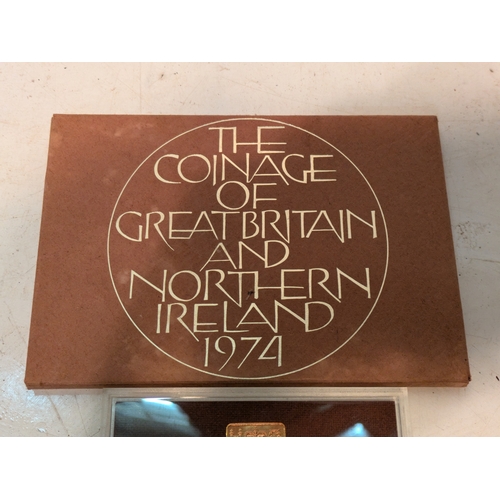 THE
COINAGE
OF
GREAT BRITAIN
AND
NORTHERN
IRELAND
1974